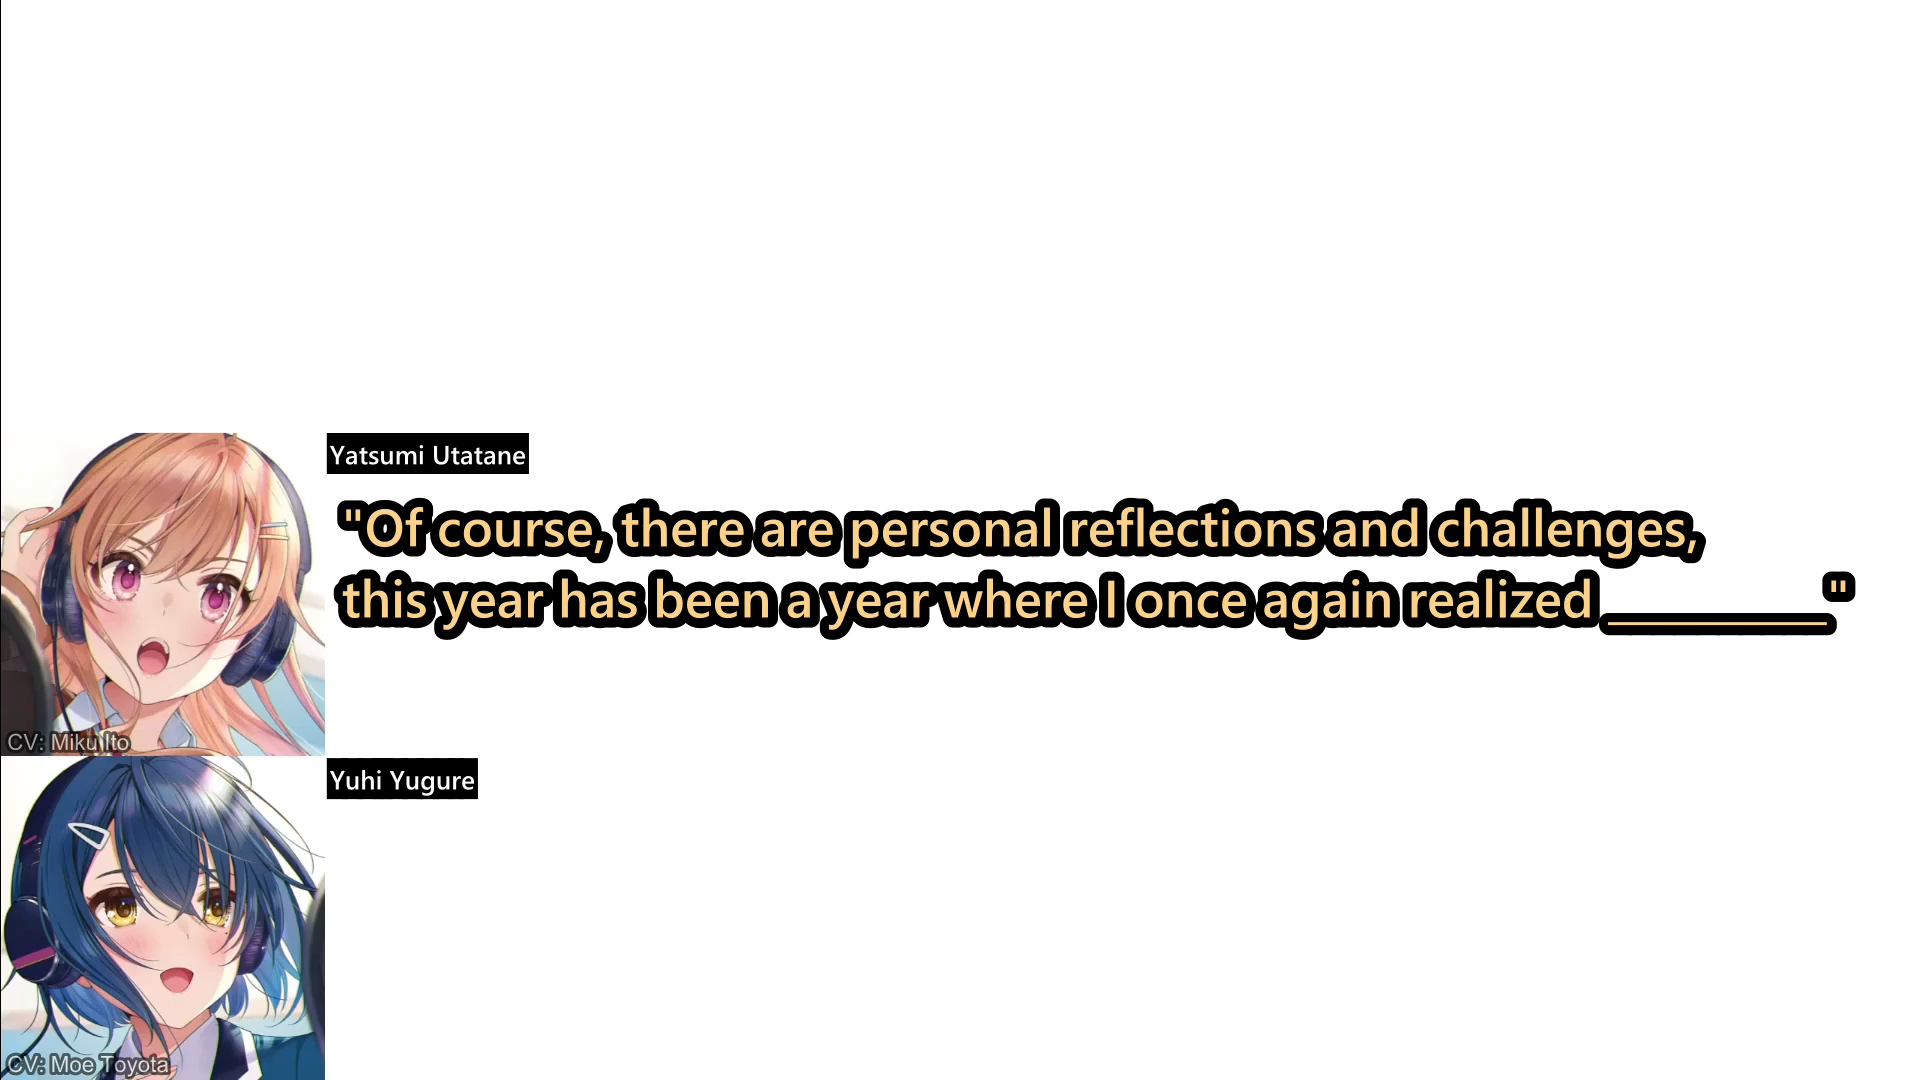 Yatsumi Utatane
"Of course, there are personal reflections and challenges,
this year has been a year where I once again realized ________"
CV: Miku Ito
Yuhi Yugure
CV: Moe Toyota